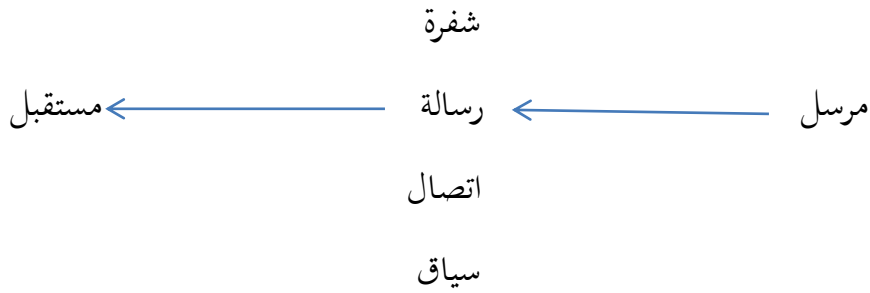 شفرة
مرسل رسالة مستقبل
اتصال
سياق